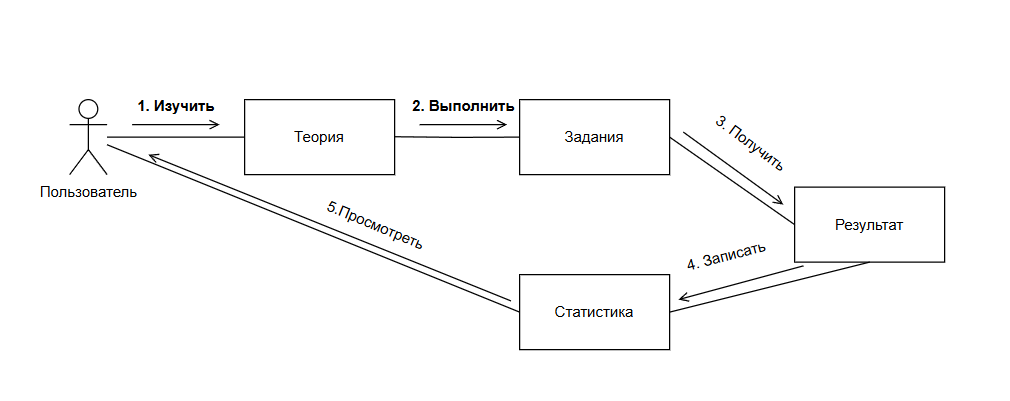 1. Изучить
2. Выполнить
3. Получить
Теория
Задания
Пользователь
5.Просмотреть
Результат
4. Записать
Статистика